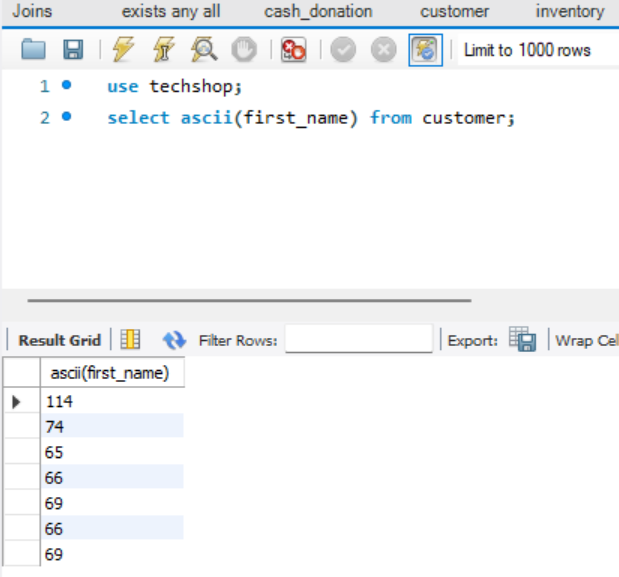 Joins exists any all cash_donation customer inventory
Limit to 1000 rows
1 use techshop;
2 select ascii(first_name) from customer;
Result Grid Filter Rows: Export: Wrap Cel
ascii(first_name)
114
74
65
66
69
66
69